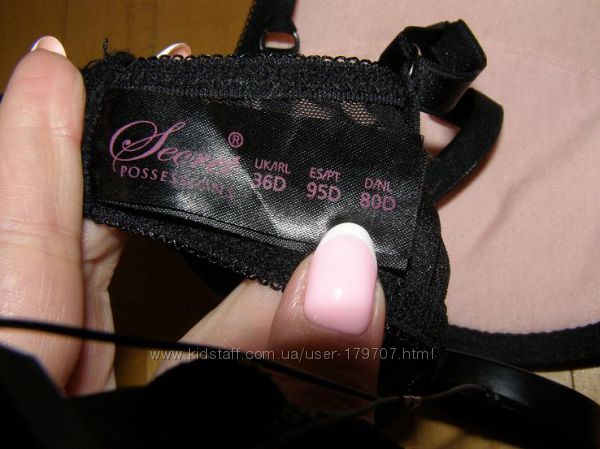 Secret®
POSSESSIONS
UK/IRL ES/PT D/NL
36D 95D 80D
www.kidstaff.com.ua/user-179707.html